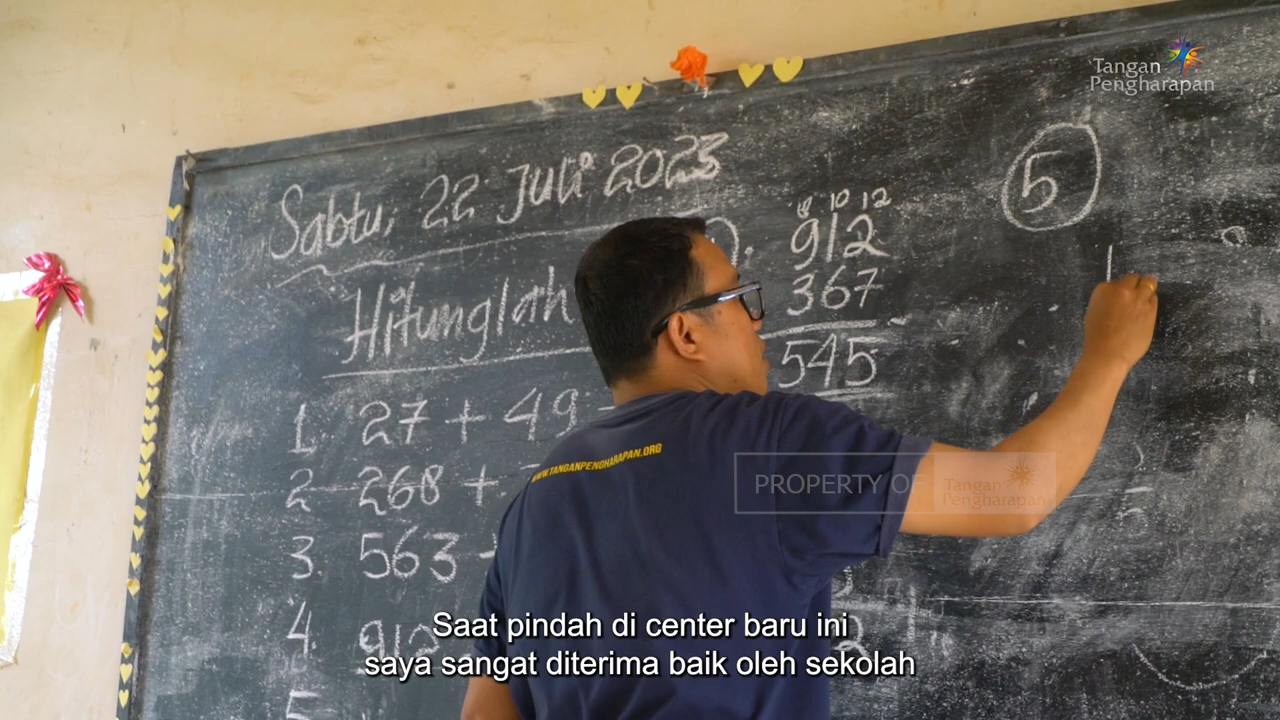 Tangan
Pengharapan
Sabtu, 22 Juli 2023
Hitunglah
1. 27 + 49
2. 268 +
3. 563
4. 912
5
8 10 12
912
367
545
5
WWW.TANGANPENGHARAPAN.ORG
PROPERTY OF Tangan
Pengharapan
Saat pindah di center baru ini
saya sangat diterima baik oleh sekolah